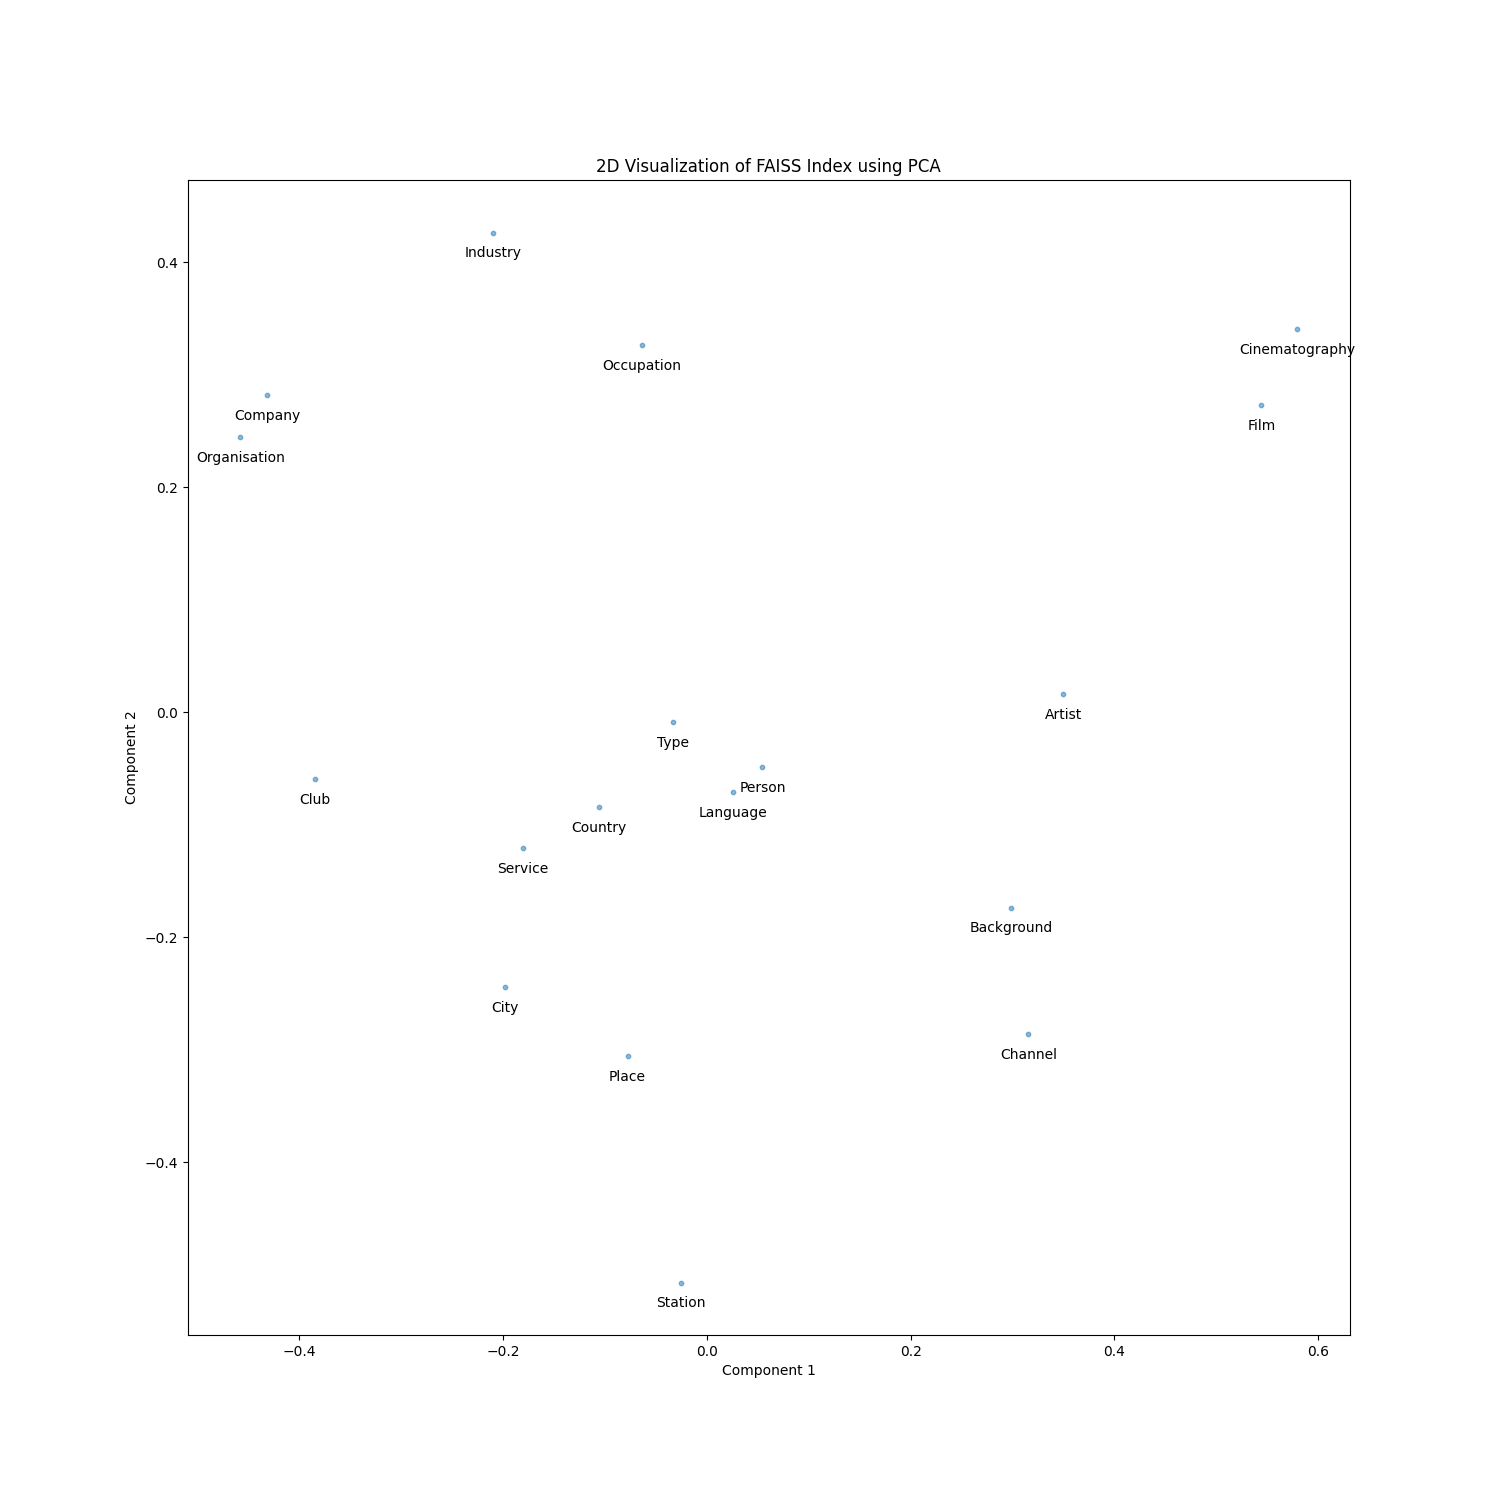 2D Visualization of FAISS Index using PCA
Industry
0.4
Cinematography
Occupation
Company
Film
Organisation
0.2
0.0
Artist
Type
Component 2
Person
Club
Language
Country
Service
Background
−0.2
City
Channel
Place
−0.4
Station
−0.4 −0.2 0.0 0.2 0.4 0.6
Component 1